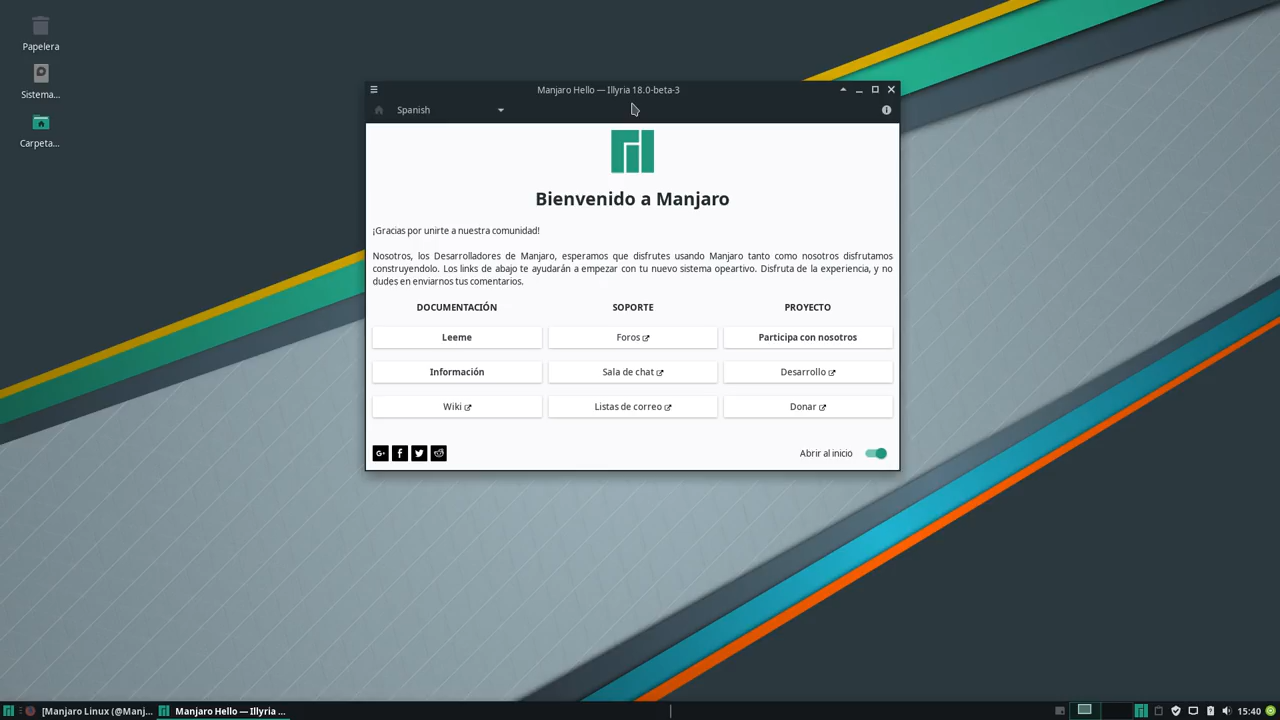 Papelera
Sistema...
Carpeta...
Manjaro Hello — Illyria 18.0-beta-3
Spanish
Bienvenido a Manjaro
¡Gracias por unirte a nuestra comunidad!
Nosotros, los Desarrolladores de Manjaro, esperamos que disfrutes usando Manjaro tanto como nosotros disfrutamos
construyendolo. Los links de abajo te ayudarán a empezar con tu nuevo sistema opeartivo. Disfruta de la experiencia, y no
dudes en enviarnos tus comentarios.
DOCUMENTACIÓN SOPORTE PROYECTO
Leeme Foros Participa con nosotros
Información Sala de chat Desarrollo
Wiki Listas de correo Donar
G+ f Abrir al inicio
[Manjaro Linux (@Manj... Manjaro Hello — Illyria ... 15:40